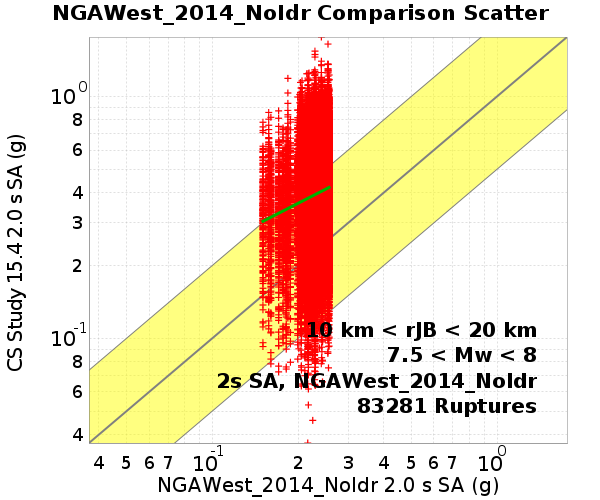 NGAWest_2014_NoIdr Comparison Scatter
CS Study 15.4 2.0 s SA (g)
10⁰
8
6
4
3
2
10⁻¹
8
6
4
10 km < rJB < 20 km
7.5 < Mw < 8
2s SA, NGAWest_2014_NoIdr
83281 Ruptures
4 5 6 7 10⁻¹ 2 3 4 5 6 7 10⁰
NGAWest_2014_NoIdr 2.0 s SA (g)